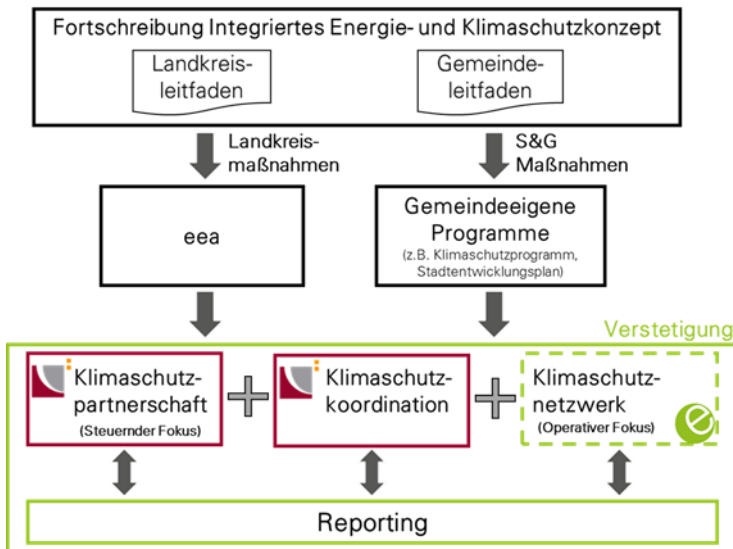 Fortschreibung Integriertes Energie- und Klimaschutzkonzept
Landkreis-
leitfaden
Gemeinde-
leitfaden
Landkreis-
maßnahmen
S&G
Maßnahmen
eea
Gemeindeeigene
Programme
(z.B. Klimaschutzprogramm,
Stadtentwicklungsplan)
Verstetigung
Klimaschutz-
partnerschaft
(Steuernder Fokus)
Klimaschutz-
koordination
Klimaschutz-
netzwerk
(Operativer Fokus)
e
Reporting